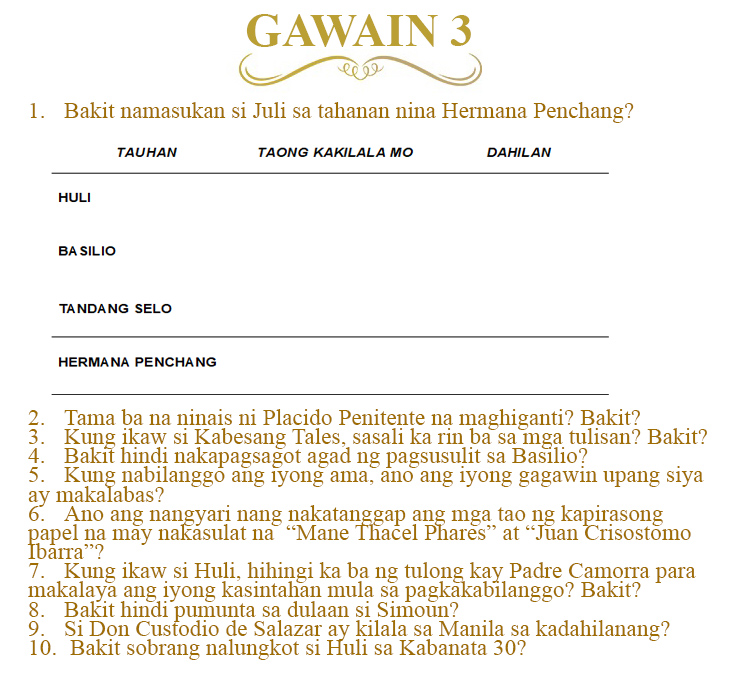 GAWAIN 3
1. Bakit namasukan si Juli sa tahanan nina Hermana Penchang?
TAUHAN TAONG KAKILALA MO DAHILAN
HULI
BASILIO
TANDANG SELO
HERMANA PENCHANG
2. Tama ba na ninais ni Placido Penitente na maghiganti? Bakit?
3. Kung ikaw si Kabesang Tales, sasali ka rin ba sa mga tulisan? Bakit?
4. Bakit hindi nakapagsagot agad ng pagsusulit sa Basilio?
5. Kung nabilanggo ang iyong ama, ano ang iyong gagawin upang siya
ay makalabas?
6. Ano ang nangyari nang nakatanggap ang mga tao ng kapirasong
papel na may nakasulat na “Mane Thacel Phares” at “Juan Crisostomo
Ibarra”?
7. Kung ikaw si Huli, hihingi ka ba ng tulong kay Padre Camorra para
makalaya ang iyong kasintahan mula sa pagkakabilanggo? Bakit?
8. Bakit hindi pumunta sa dulaan si Simoun?
9. Si Don Custodio de Salazar ay kilala sa Manila sa kadahilanang?
10. Bakit sobrang nalungkot si Huli sa Kabanata 30?